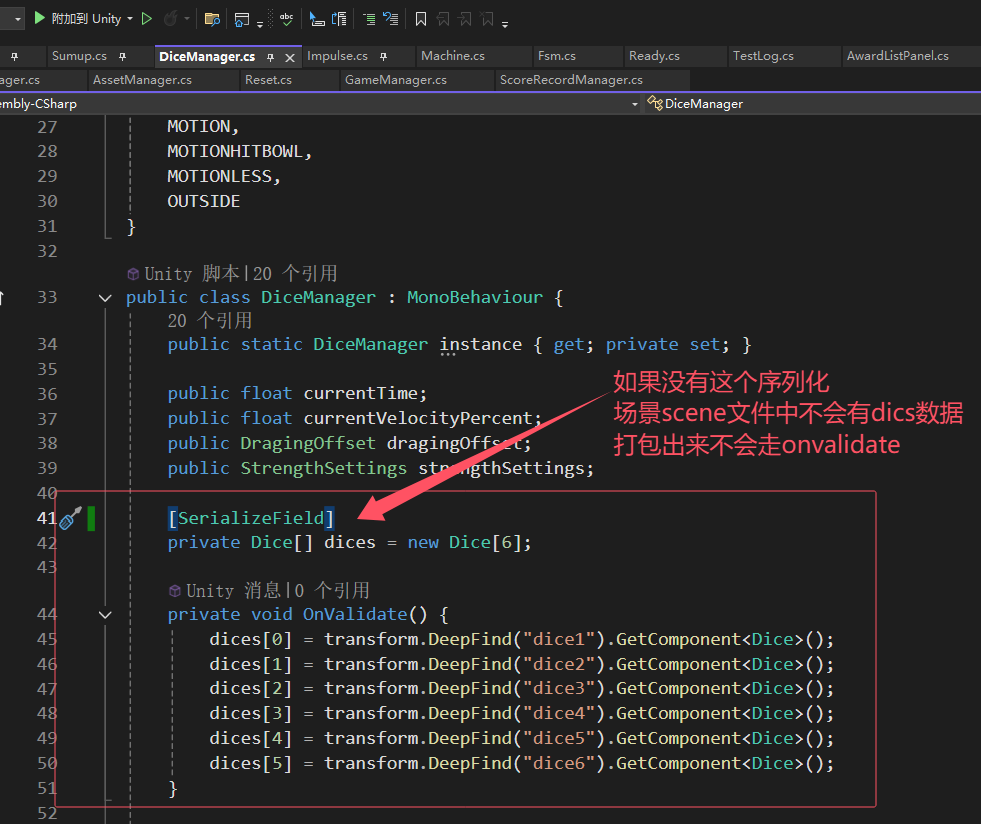 附加到 Unity
Sumup.cs
DiceManager.cs
Impulse.cs
Machine.cs
Fsm.cs
Ready.cs
TestLog.cs
AwardListPanel.cs
ager.cs
AssetManager.cs
Reset.cs
GameManager.cs
ScoreRecordManager.cs
embly-CSharp
DiceManager
27 MOTION,
28 MOTIONHITBOWL,
29 MOTIONLESS,
30 OUTSIDE
31 }
32
Unity 脚本|20 个引用
33 public class DiceManager : MonoBehaviour {
20 个引用
34 public static DiceManager instance { get; private set; }
35
36 public float currentTime;
37 public float currentVelocityPercent;
38 public DragingOffset dragingOffset;
39 public StrengthSettings strengthSettings;
如果没有这个序列化
场景scene文件中不会有dics数据
打包出来不会走onvalidate
40
41 [SerializeField]
42 private Dice[] dices = new Dice[6];
43
Unity 消息|0 个引用
44 private void OnValidate() {
45 dices[0] = transform.DeepFind("dice1").GetComponent<Dice>();
46 dices[1] = transform.DeepFind("dice2").GetComponent<Dice>();
47 dices[2] = transform.DeepFind("dice3").GetComponent<Dice>();
48 dices[3] = transform.DeepFind("dice4").GetComponent<Dice>();
49 dices[4] = transform.DeepFind("dice5").GetComponent<Dice>();
50 dices[5] = transform.DeepFind("dice6").GetComponent<Dice>();
51 }
52